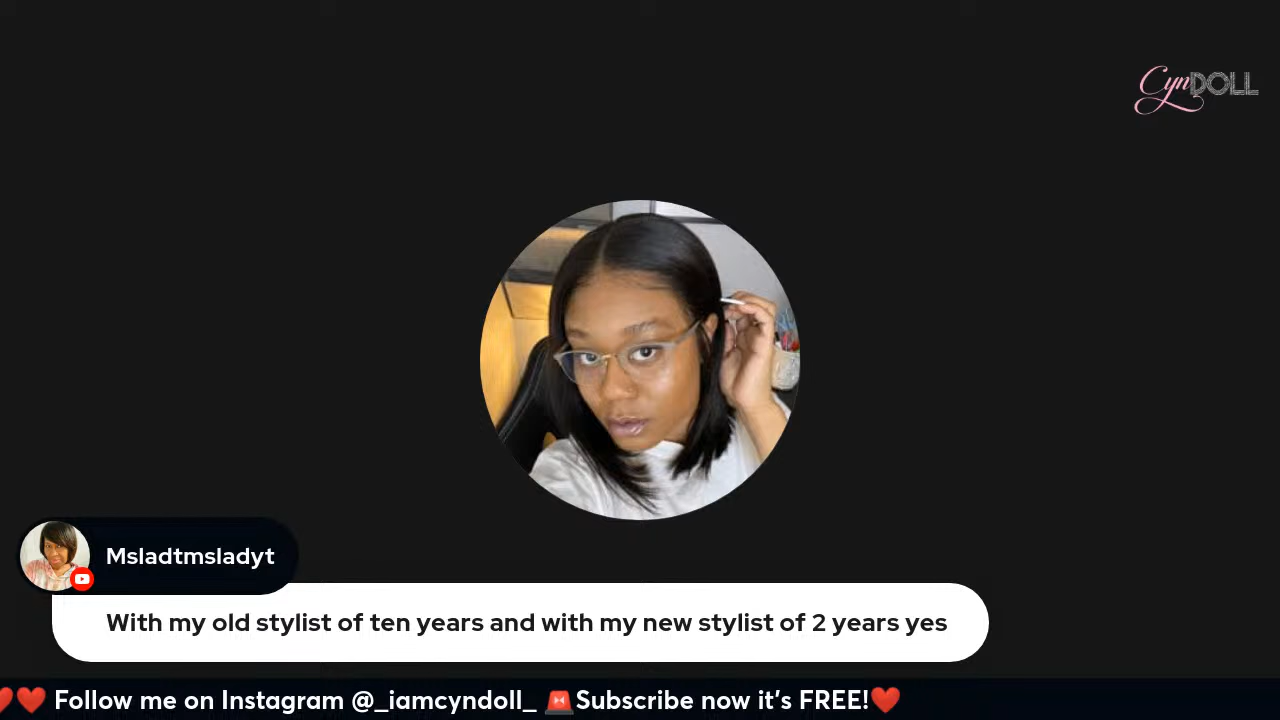 CynDOLL
Msladtmsladyt
With my old stylist of ten years and with my new stylist of 2 years yes
❤️❤️ Follow me on Instagram @_iamcyndoll_ 🚨Subscribe now it's FREE!❤️